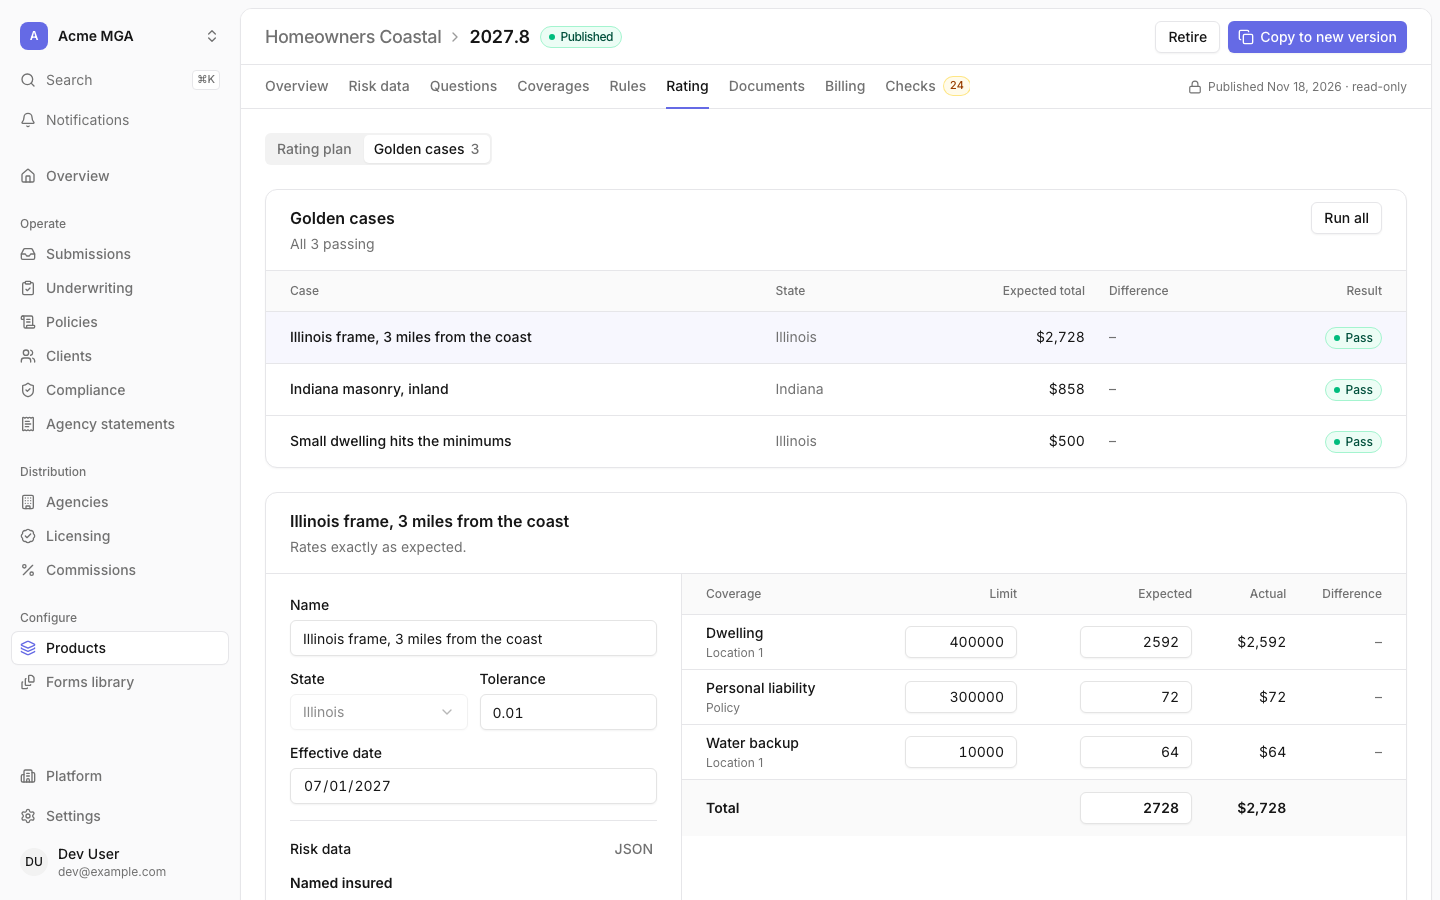 A Acme MGA
Search ⌘K
Notifications
Overview
Operate
Submissions
Underwriting
Policies
Clients
Compliance
Agency statements
Distribution
Agencies
Licensing
Commissions
Configure
Products
Forms library
Platform
Settings
DU Dev User
dev@example.com
Homeowners Coastal › 2027.8 Published
Retire Copy to new version
Overview Risk data Questions Coverages Rules Rating Documents Billing Checks 24
Published Nov 18, 2026 · read-only
Rating plan Golden cases 3
Golden cases
All 3 passing
Run all
Case State Expected total Difference Result
Illinois frame, 3 miles from the coast Illinois $2,728 – Pass
Indiana masonry, inland Indiana $858 – Pass
Small dwelling hits the minimums Illinois $500 – Pass
Illinois frame, 3 miles from the coast
Rates exactly as expected.
Name
Illinois frame, 3 miles from the coast
State Tolerance
Illinois 0.01
Effective date
07/01/2027
Risk data JSON
Named insured
Coverage Limit Expected Actual Difference
Dwelling 400000 2592 $2,592 –
Location 1
Personal liability 300000 72 $72 –
Policy
Water backup 10000 64 $64 –
Location 1
Total 2728 $2,728